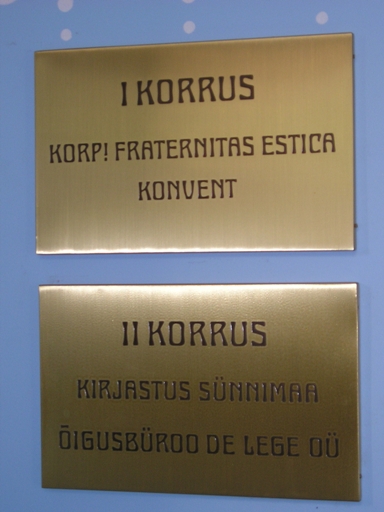 I KORRUS
KORP! FRATERNITAS ESTICA
KONVENT
II KORRUS
KIRJASTUS SÜNNIMAA
ÕIGUSBÜROO DE LEGE OÜ